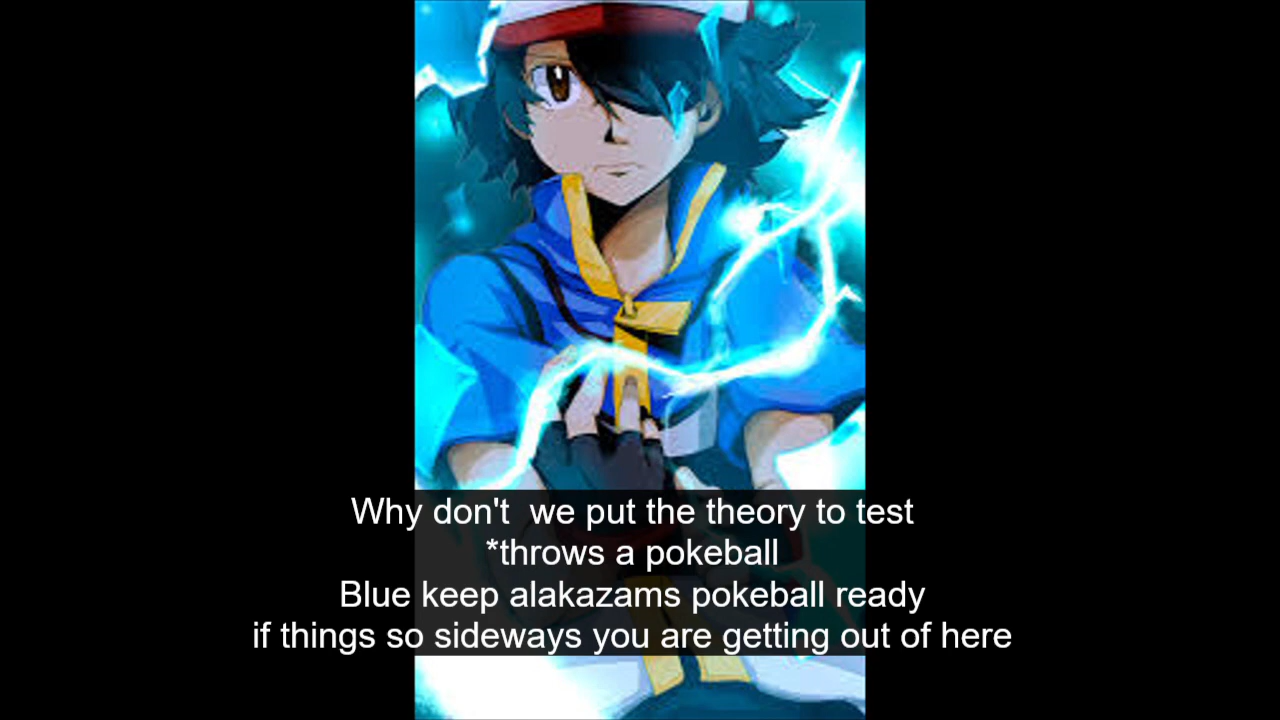 Why don't  we put the theory to test
*throws a pokeball
Blue keep alakazams pokeball ready
if things so sideways you are getting out of here